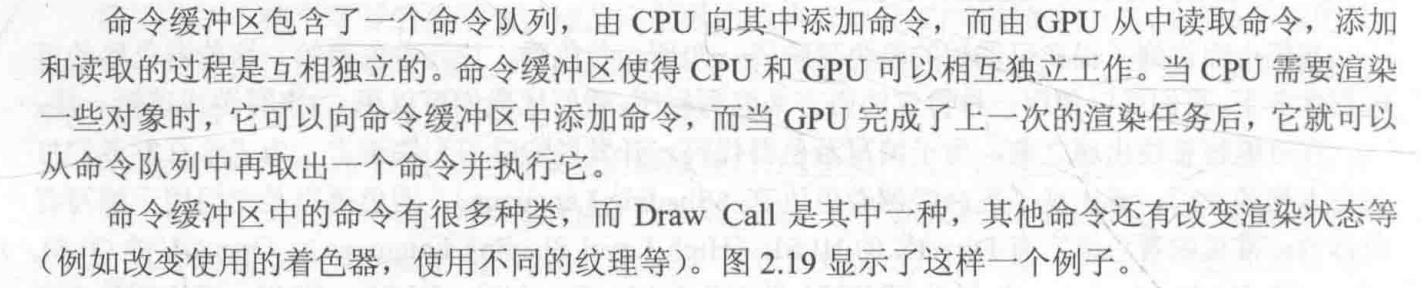 命令缓冲区包含了一个命令队列，由 CPU 向其中添加命令，而由 GPU 从中读取命令，添加
和读取的过程是互相独立的。命令缓冲区使得 CPU 和 GPU 可以相互独立工作。当 CPU 需要渲染
一些对象时，它可以向命令缓冲区中添加命令，而当 GPU 完成了上一次的渲染任务后，它就可以
从命令队列中再取出一个命令并执行它。
命令缓冲区中的命令有很多种类，而 Draw Call 是其中一种，其他命令还有改变渲染状态等
（例如改变使用的着色器，使用不同的纹理等）。图 2.19 显示了这样一个例子。